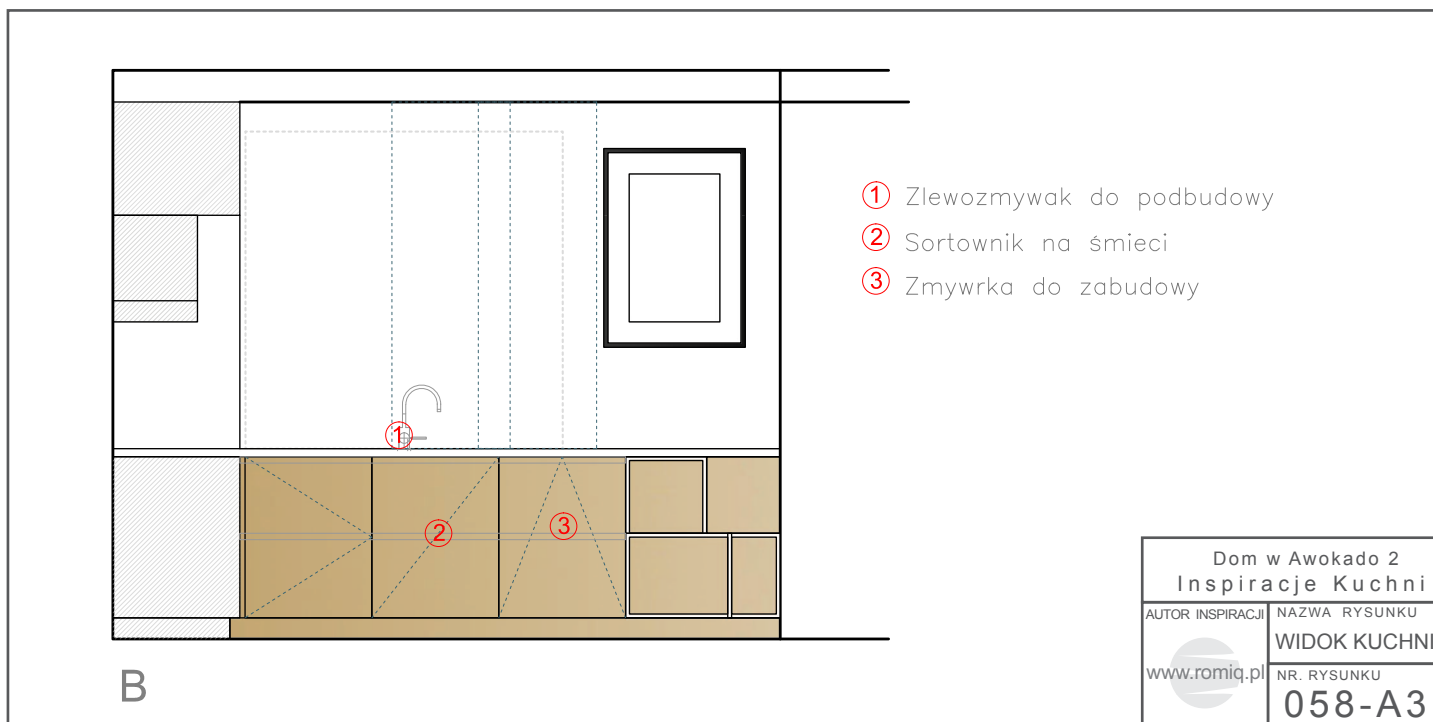 1 Zlewozmywak do podbudowy
2 Sortownik na śmieci
3 Zmywrka do zabudowy
1
2
3
B
Dom w Awokado 2
Inspiracje Kuchni
AUTOR INSPIRACJI
www.romiq.pl
NAZWA RYSUNKU
WIDOK KUCHNI
NR. RYSUNKU
058-A3